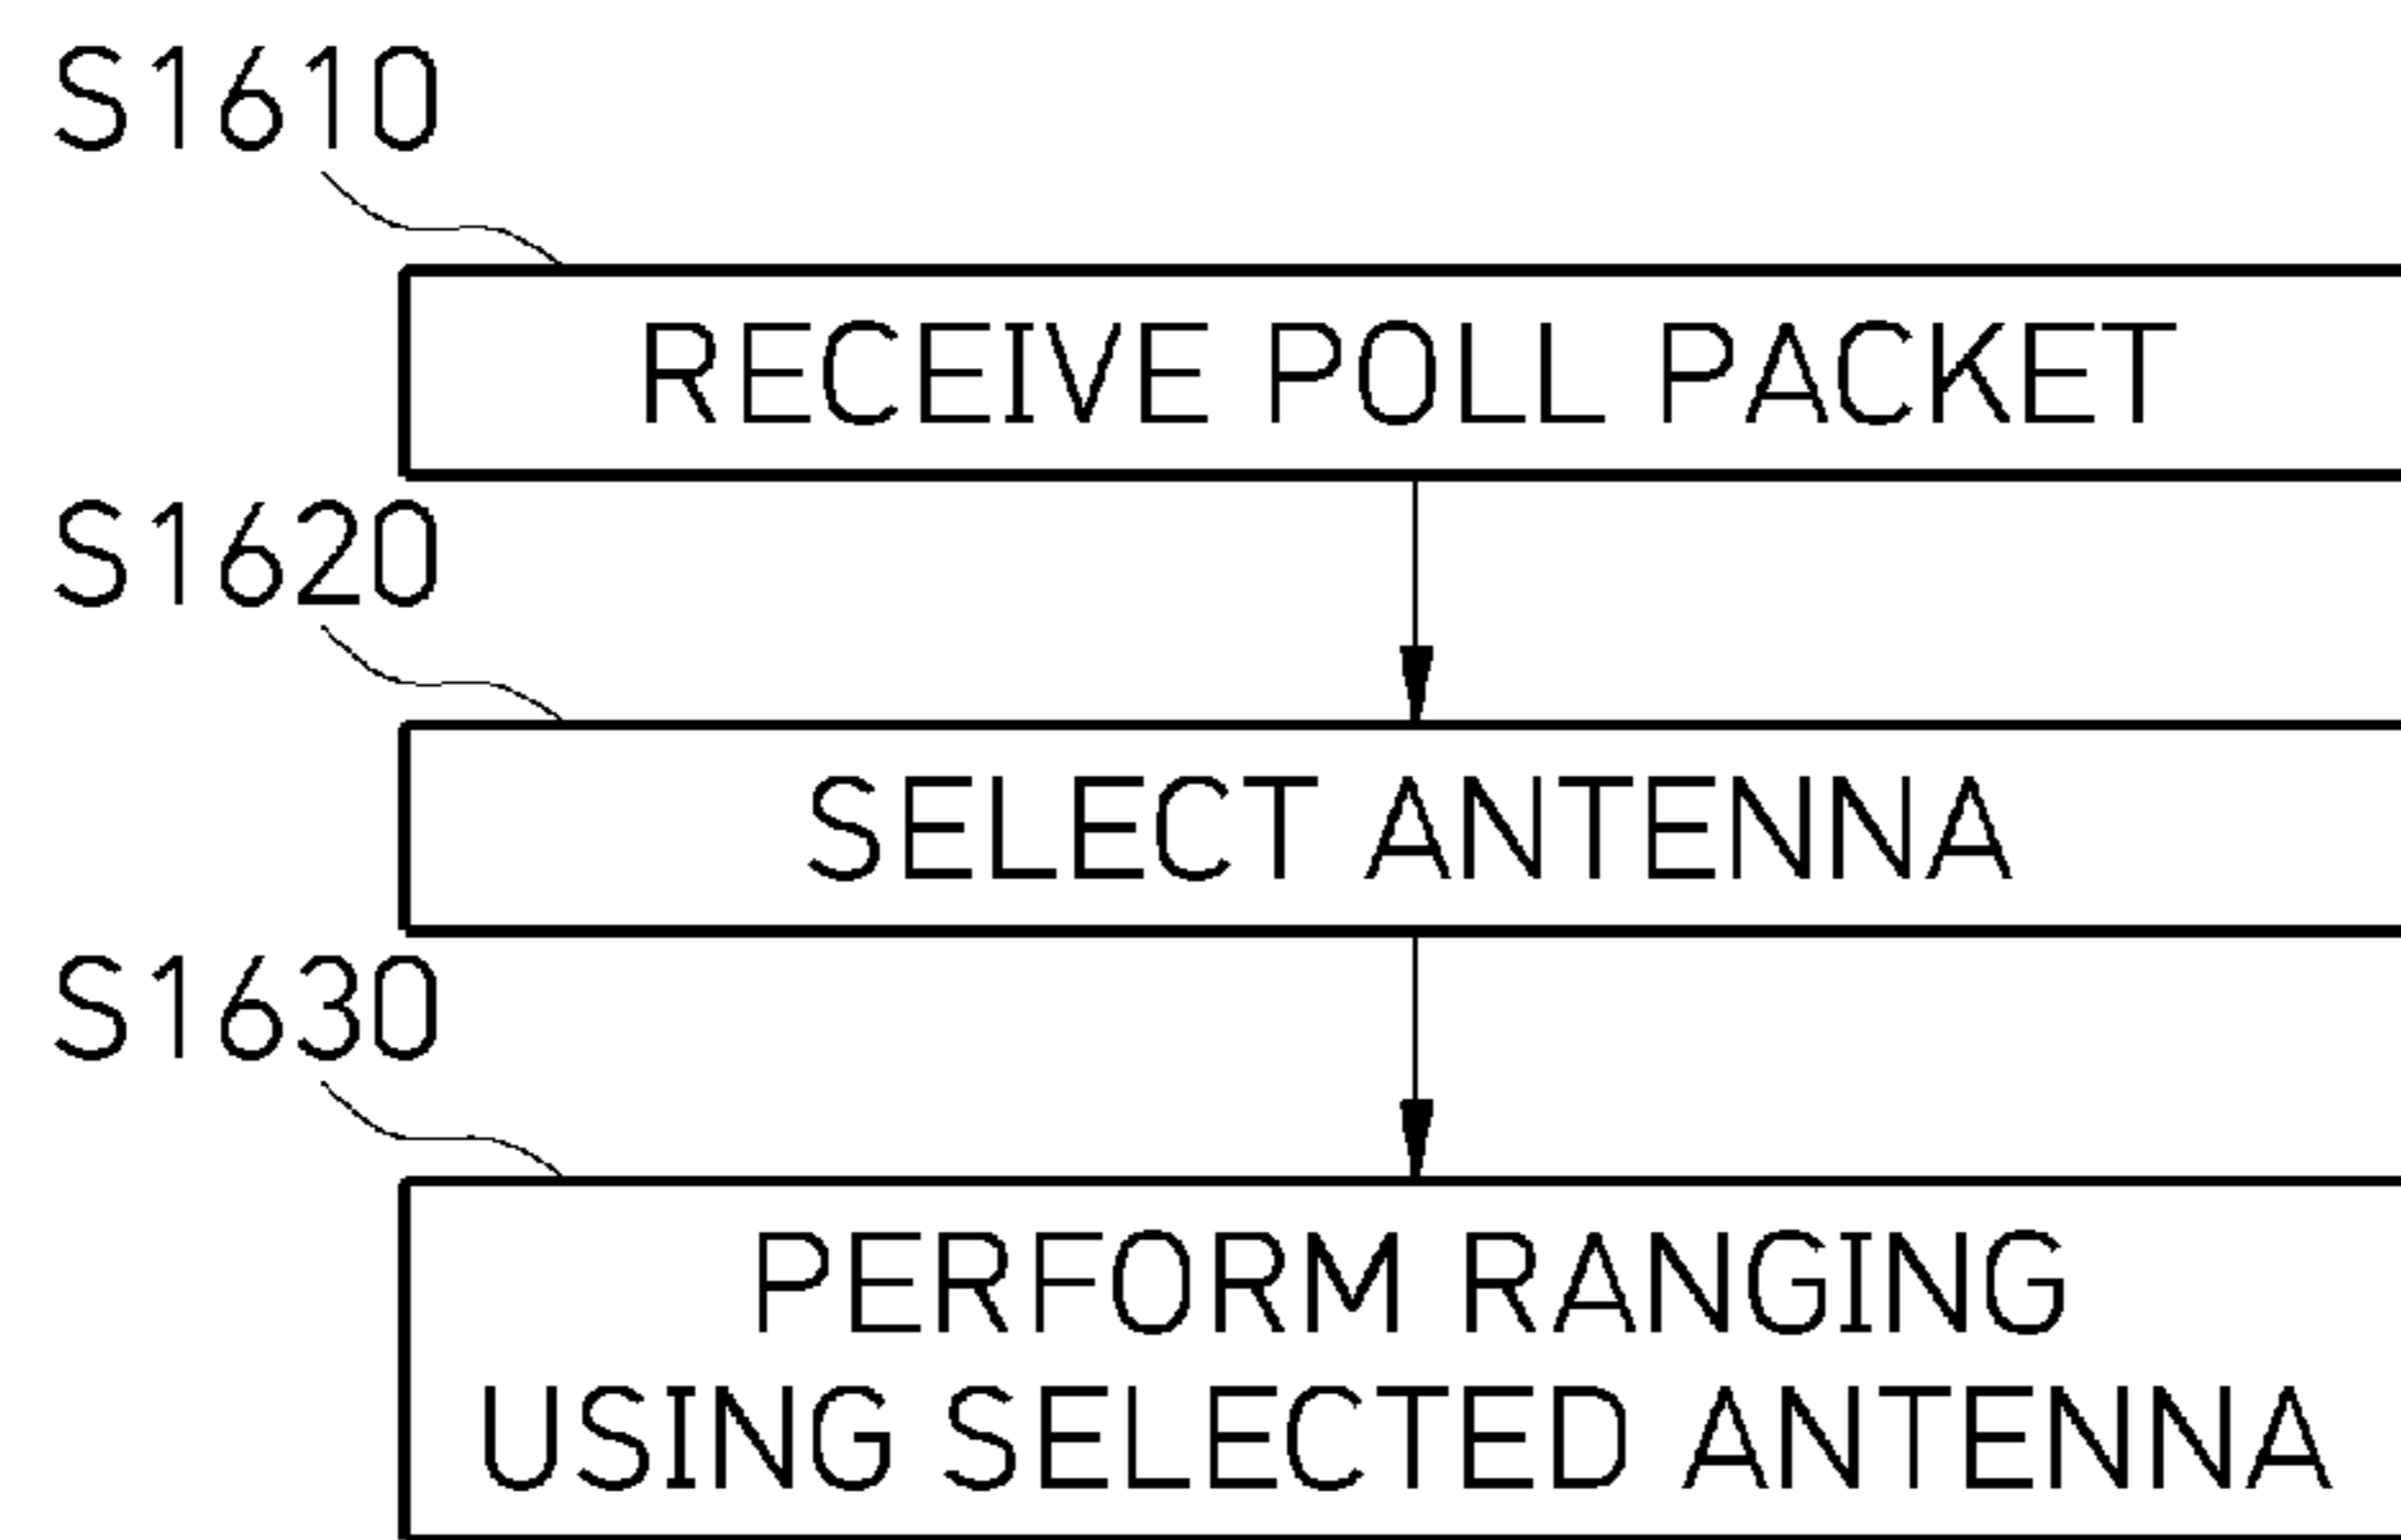 S1610
RECEIVE POLL PACKET
S1620
SELECT ANTENNA
S1630
PERFORM RANGING
USING SELECTED ANTENNA